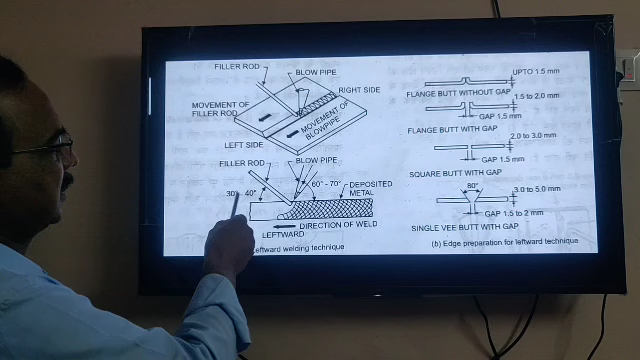 FILLER ROD
BLOW PIPE
RIGHT SIDE
MOVEMENT OF
FILLER ROD
MOVEMENT OF
BLOWPIPE
LEFT SIDE
FILLER ROD
BLOW PIPE
60° - 70°
DEPOSITED
METAL
30° 40°
DIRECTION OF WELD
LEFTWARD
eftward welding technique
UPTO 1.5 mm
FLANGE BUTT WITHOUT GAP
1.5 to 2.0 mm
GAP 1.5 mm
FLANGE BUTT WITH GAP
2.0 to 3.0 mm
GAP 1.5 mm
SQUARE BUTT WITH GAP
80°
3.0 to 5.0 mm
GAP 1.5 to 2 mm
SINGLE VEE BUTT WITH GAP
(b) Edge preparation for leftward technique